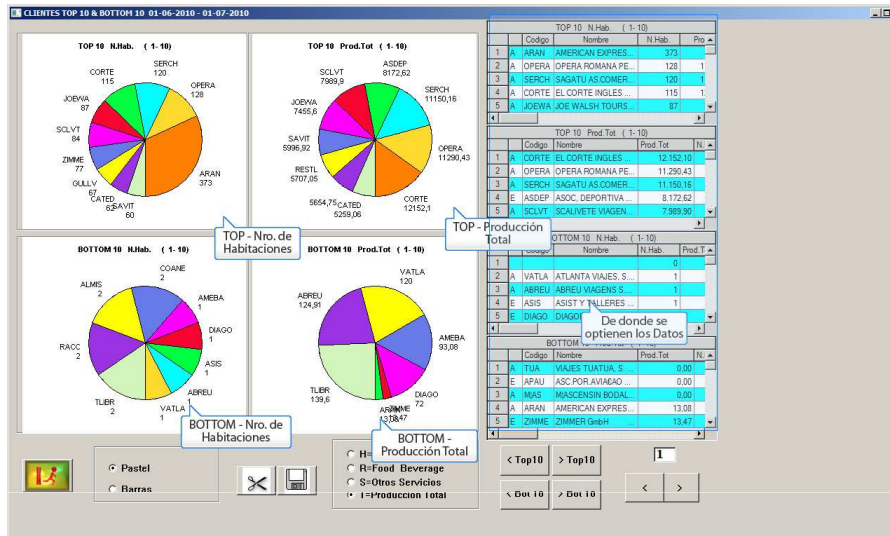 CLIENTES TOP 10 & BOTTOM 10 01-06-2010 - 01-07-2010
TOP 10 N.Hab. ( 1- 10)
SERCH
120
CORTE
115
OPERA
128
JOEWA
87
SCLVT
84
ZIMME
77
GULLV
67
CATED
62
SAVIT
60
ARAN
373
TOP 10 Prod.Tot ( 1- 10)
ASDEP
8172,62
SCLVT
7989,9
SERCH
11150,16
JOEWA
7455,6
SAVIT
5996,92
OPERA
11290,43
RESTL
5707,05
5654,75
CATED
5259,06
CORTE
12152,1
TOP - Nro. de
Habitaciones
TOP - Producción
Total
BOTTOM 10 N.Hab. ( 1- 10)
COANE
2
ALMIS
2
AMEBA
1
DIAGO
1
RACC
2
ASIS
1
ABREU
1
TLIBR
2
VATLA
1
BOTTOM - Nro. de
Habitaciones
BOTTOM 10 Prod.Tot ( 1- 10)
VATLA
120
ABREU
124,91
AMEBA
93,08
DIAGO
72
TLIBR
139,6
BOTTOM -
Producción Total
TOP 10 N.Hab. ( 1- 10)
Codigo Nombre N.Hab. Pro
1 A ARAN AMERICAN EXPRES... 373
2 A OPERA OPERA ROMANA PE... 128 1
3 A SERCH SAGATU AS.COMER... 120 1
4 A CORTE EL CORTE INGLES ... 115 1
5 A JOEWA JOE WALSH TOURS... 87
TOP 10 Prod.Tot ( 1- 10)
Codigo Nombre Prod.Tot N.
1 A CORTE EL CORTE INGLES ... 12.152,10
2 A OPERA OPERA ROMANA PE... 11.290,43
3 A SERCH SAGATU AS.COMER... 11.150,16
4 E ASDEP ASOC, DEPORTIVA ... 8.172,62
5 A SCLVT SCALIVETE VIAGEN... 7.989,90
OTTOM 10 N.Hab. ( 1- 10)
Codigo Nombre N.Hab. Prod.T
1 0
2 A VATLA ATLANTA VIAJES, S.... 1
3 A ABREU ABREU VIAGENS S.... 1
4 E ASIS ASIST Y TALLERES ... 1
5 E DIAGO
De donde se
optienen los Datos
Codigo Nombre Prod.Tot N.
1 A TUA VIAJES TUATUA, S. ... 0,00
2 E APAU ASC.POR.AVIAÇAO ... 0,00
3 A MJAS MJASCENSIN BODAL... 0,00
4 A ARAN AMERICAN EXPRES... 13,08
5 E ZIMME ZIMMER GmbH ... 13,47
Pastel
Barras
R=Food Beverage
S=Otros Servicios
T=Produccion Total
< Top10
> Top10
< Bot 10
> Bot 10
1
<
>